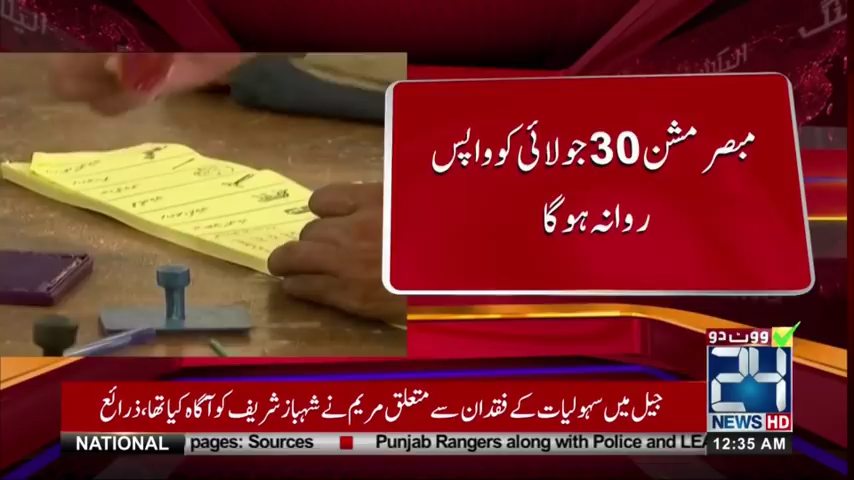 مبصر مشن 30 جولائی کو واپس
روانہ ہوگا
ووٹ دو
24
NEWS HD
جیل میں سہولیات کے فقدان سے متعلق مریم نے شہباز شریف کو آگاہ کیا تھا، ذرائع
NATIONAL
pages: Sources
Punjab Rangers along with Police and LEA
12:35 AM